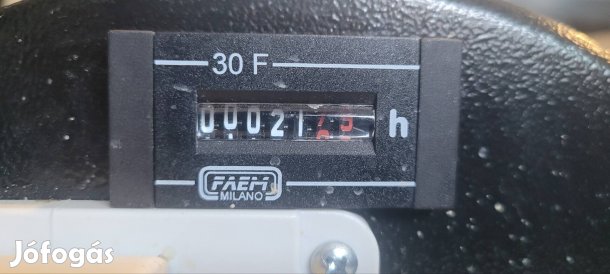 30 F
00021 h
FAEM
MILANO
Jófogás